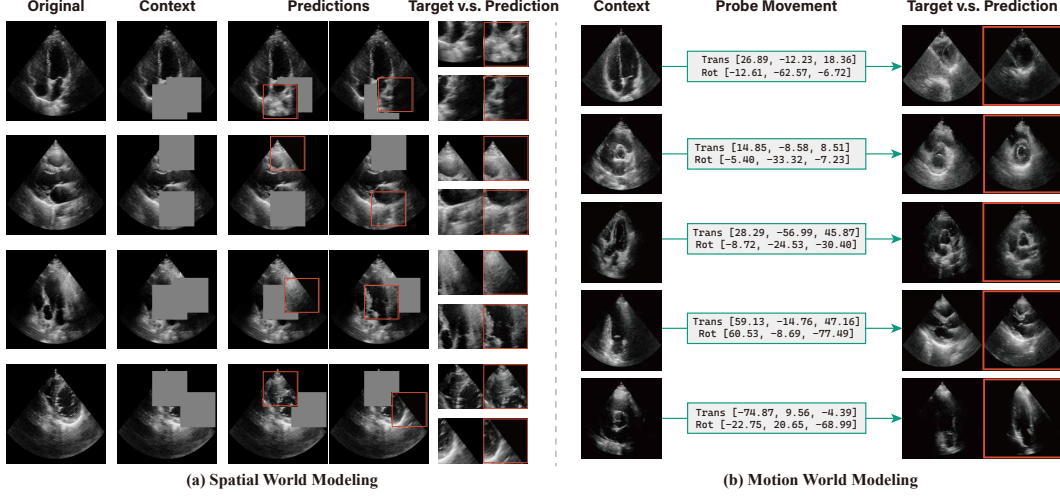 Original Context Predictions Target v.s. Prediction
Context Probe Movement Target v.s. Prediction
Trans [26.89, -12.23, 18.36]
Rot [-12.61, -62.57, -6.72]
Trans [14.85, -8.58, 8.51]
Rot [-5.40, -33.32, -7.23]
Trans [28.29, -56.99, 45.87]
Rot [-8.72, -24.53, -30.40]
Trans [59.13, -14.76, 47.16]
Rot [60.53, -8.69, -77.49]
Trans [-74.87, 9.56, -4.39]
Rot [-22.75, 20.65, -68.99]
(a) Spatial World Modeling
(b) Motion World Modeling